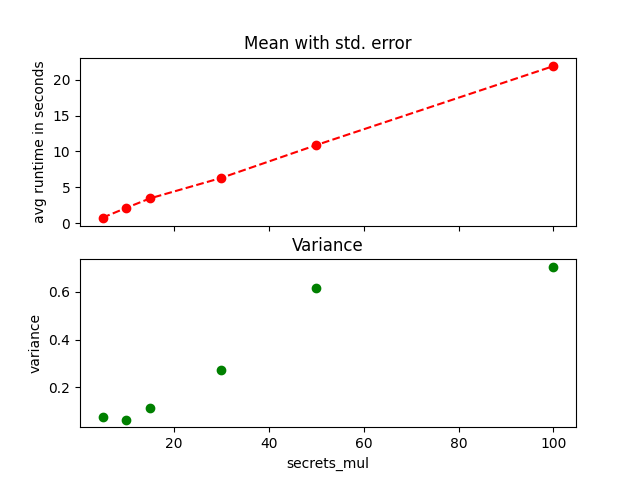 Mean with std. error
avg runtime in seconds
20
15
10
5
0
Variance
variance
0.6
0.4
0.2
20 40 60 80 100
secrets_mul